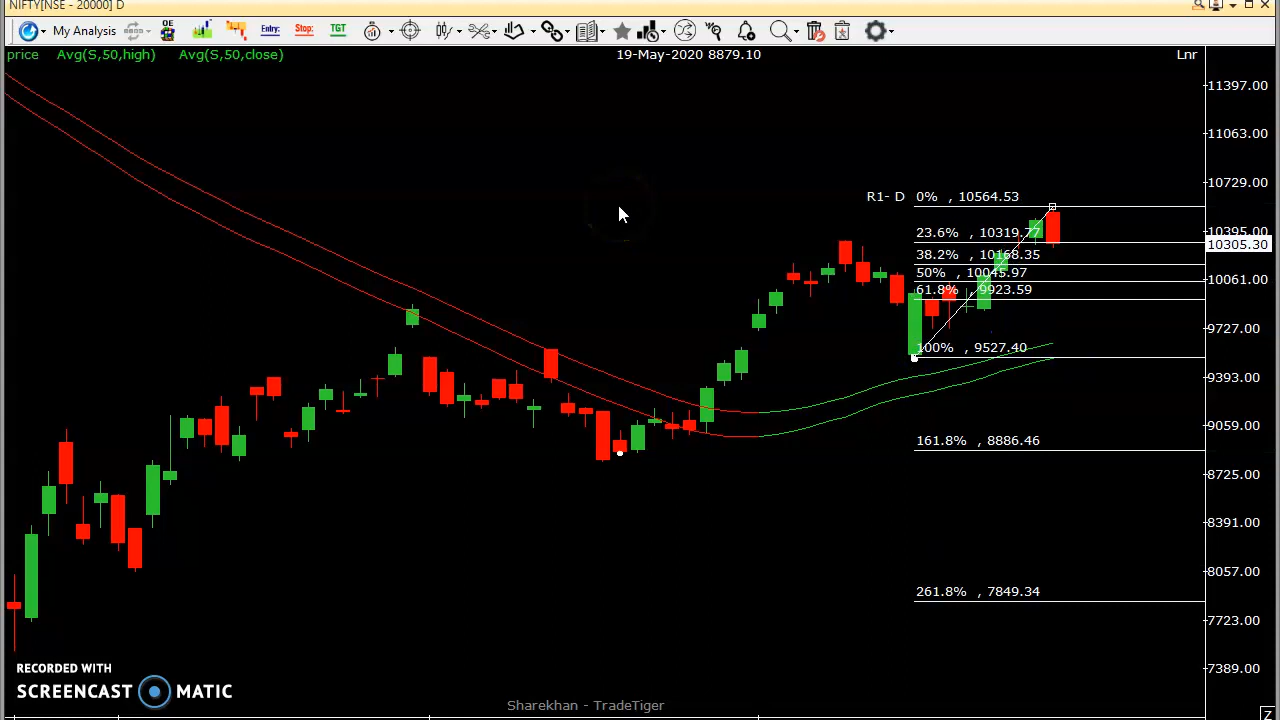 NIFTY[NSE - 20000] D
My Analysis
OE
Entry:
Stop:
TGT
price Avg(S,50,high) Avg(S,50,close)
19-May-2020 8879.10
Lnr
11397.00
11063.00
10729.00
R1- D 0% , 10564.53
10395.00
23.6% , 10319.77
10305.30
38.2% , 10168.35
50% , 10045.97
10061.00
61.8% , 9923.59
9727.00
100% , 9527.40
9393.00
9059.00
161.8% , 8886.46
8725.00
8391.00
8057.00
261.8% , 7849.34
7723.00
7389.00
RECORDED WITH
SCREENCAST MATIC
Sharekhan - TradeTiger
Z